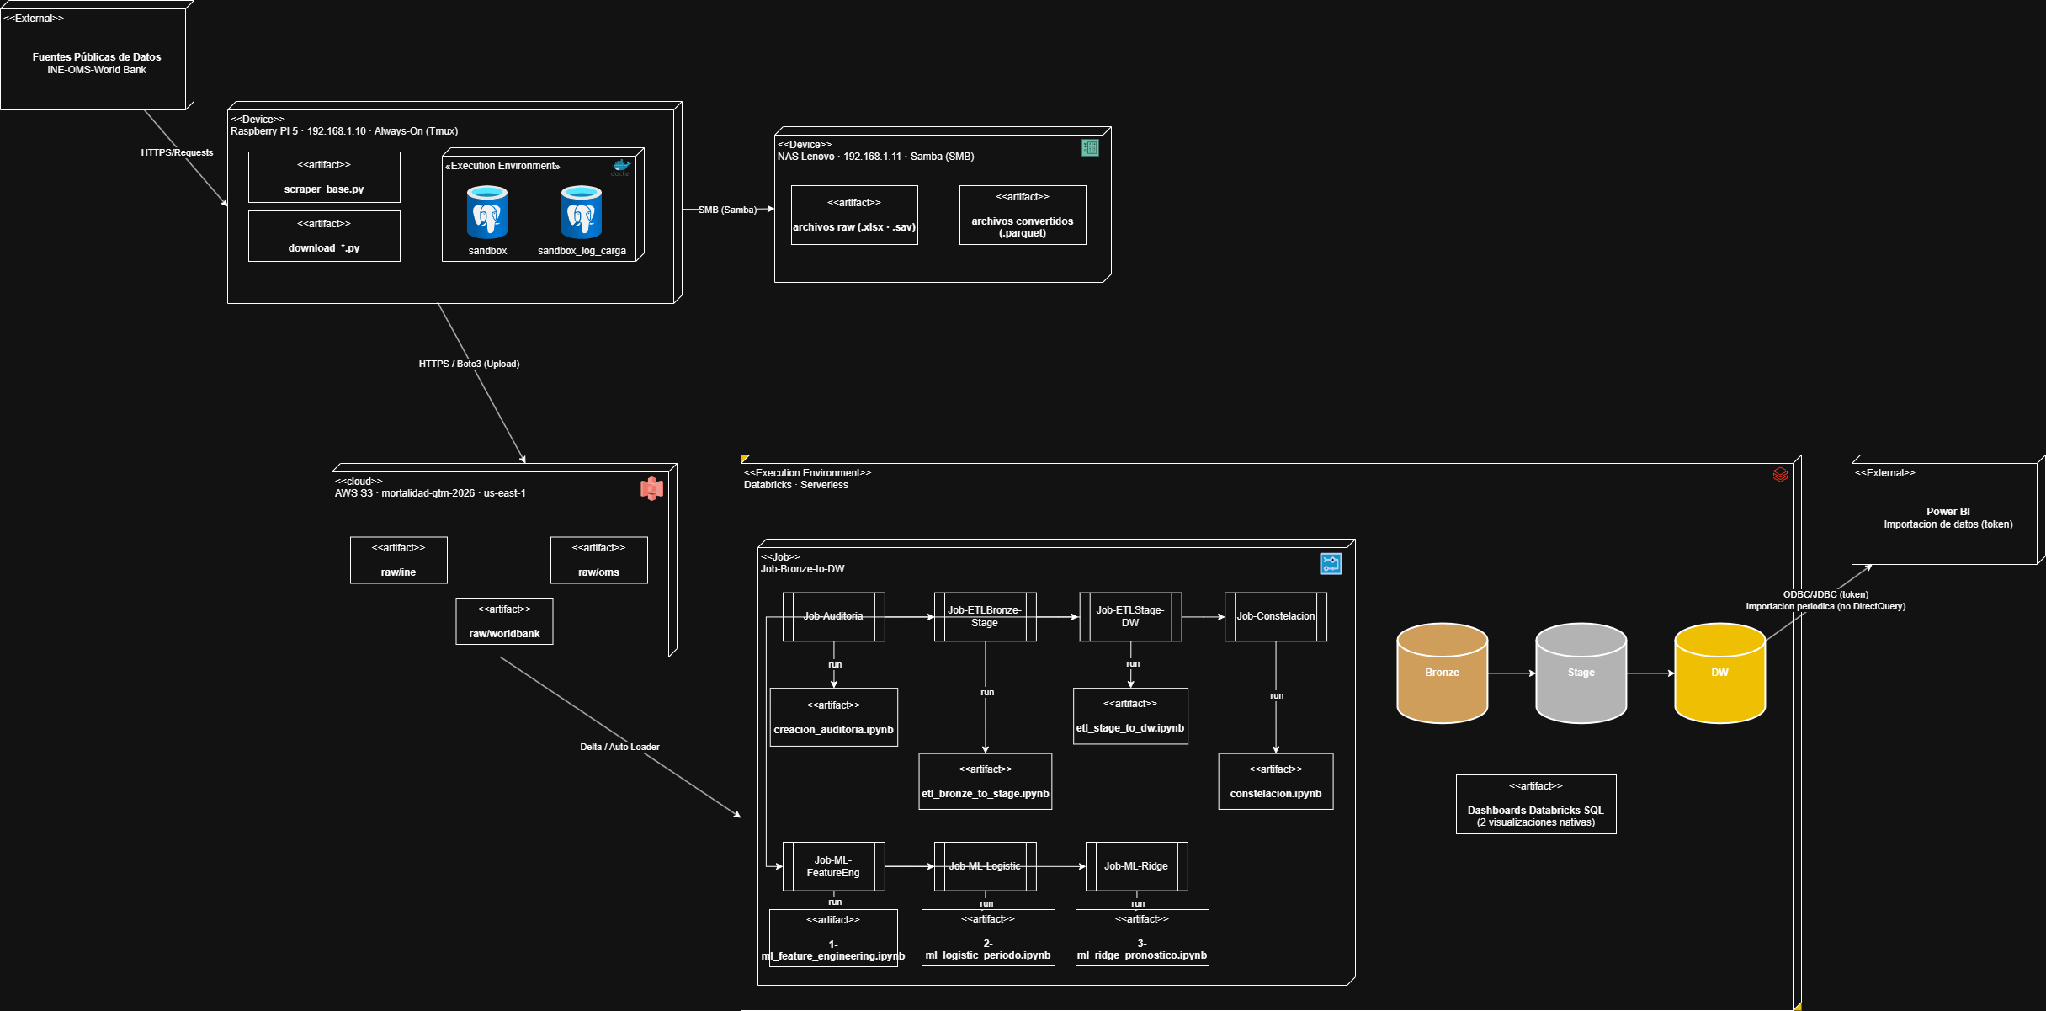 <<External>>
Fuentes Públicas de Datos
INE-OMS-World Bank
HTTPS/Requests
<<Device>>
Raspberry PI 5 - 192.168.1.10 - Always-On (Tmux)
<<artifact>>
scraper_base.py
<<artifact>>
download_*.py
«Execution Environment»
docker
sandbox
sandbox_log_carga
SMB (Samba)
<<Device>>
NAS Lenovo - 192.168.1.11 - Samba (SMB)
<<artifact>>
archivos raw (.xlsx - .sav)
<<artifact>>
archivos convertidos
(.parquet)
HTTPS / Boto3 (Upload)
<<cloud>>
AWS S3 - mortalidad-gtm-2026 - us-east-1
<<artifact>>
raw/ine
<<artifact>>
raw/oms
<<artifact>>
raw/worldbank
Delta / Auto Loader
<<Execution Environment>>
Databricks - Serverless
<<Job>>
Job-Bronze-to-DW
Job-Auditoria
Job-ETLBronze-
Stage
Job-ETLStage-
DW
Job-Constelacion
run
run
run
run
<<artifact>>
creacion_auditoria.ipynb
<<artifact>>
etl_bronze_to_stage.ipynb
<<artifact>>
etl_stage_to_dw.ipynb
<<artifact>>
constelacion.ipynb
Job-ML-
FeatureEng
Job-ML-Logistic
Job-ML-Ridge
run
run
run
<<artifact>>
1-
ml_feature_engineering.ipynb
<<artifact>>
2-
ml_logistic_periodo.ipynb
<<artifact>>
3-
ml_ridge_pronostico.ipynb
Bronze
Stage
DW
<<artifact>>
Dashboards Databricks SQL
(2 visualizaciones nativas)
ODBC/JDBC (token)
Importacion periodica (no DirectQuery)
<<External>>
Power BI
Importacion de datos (token)